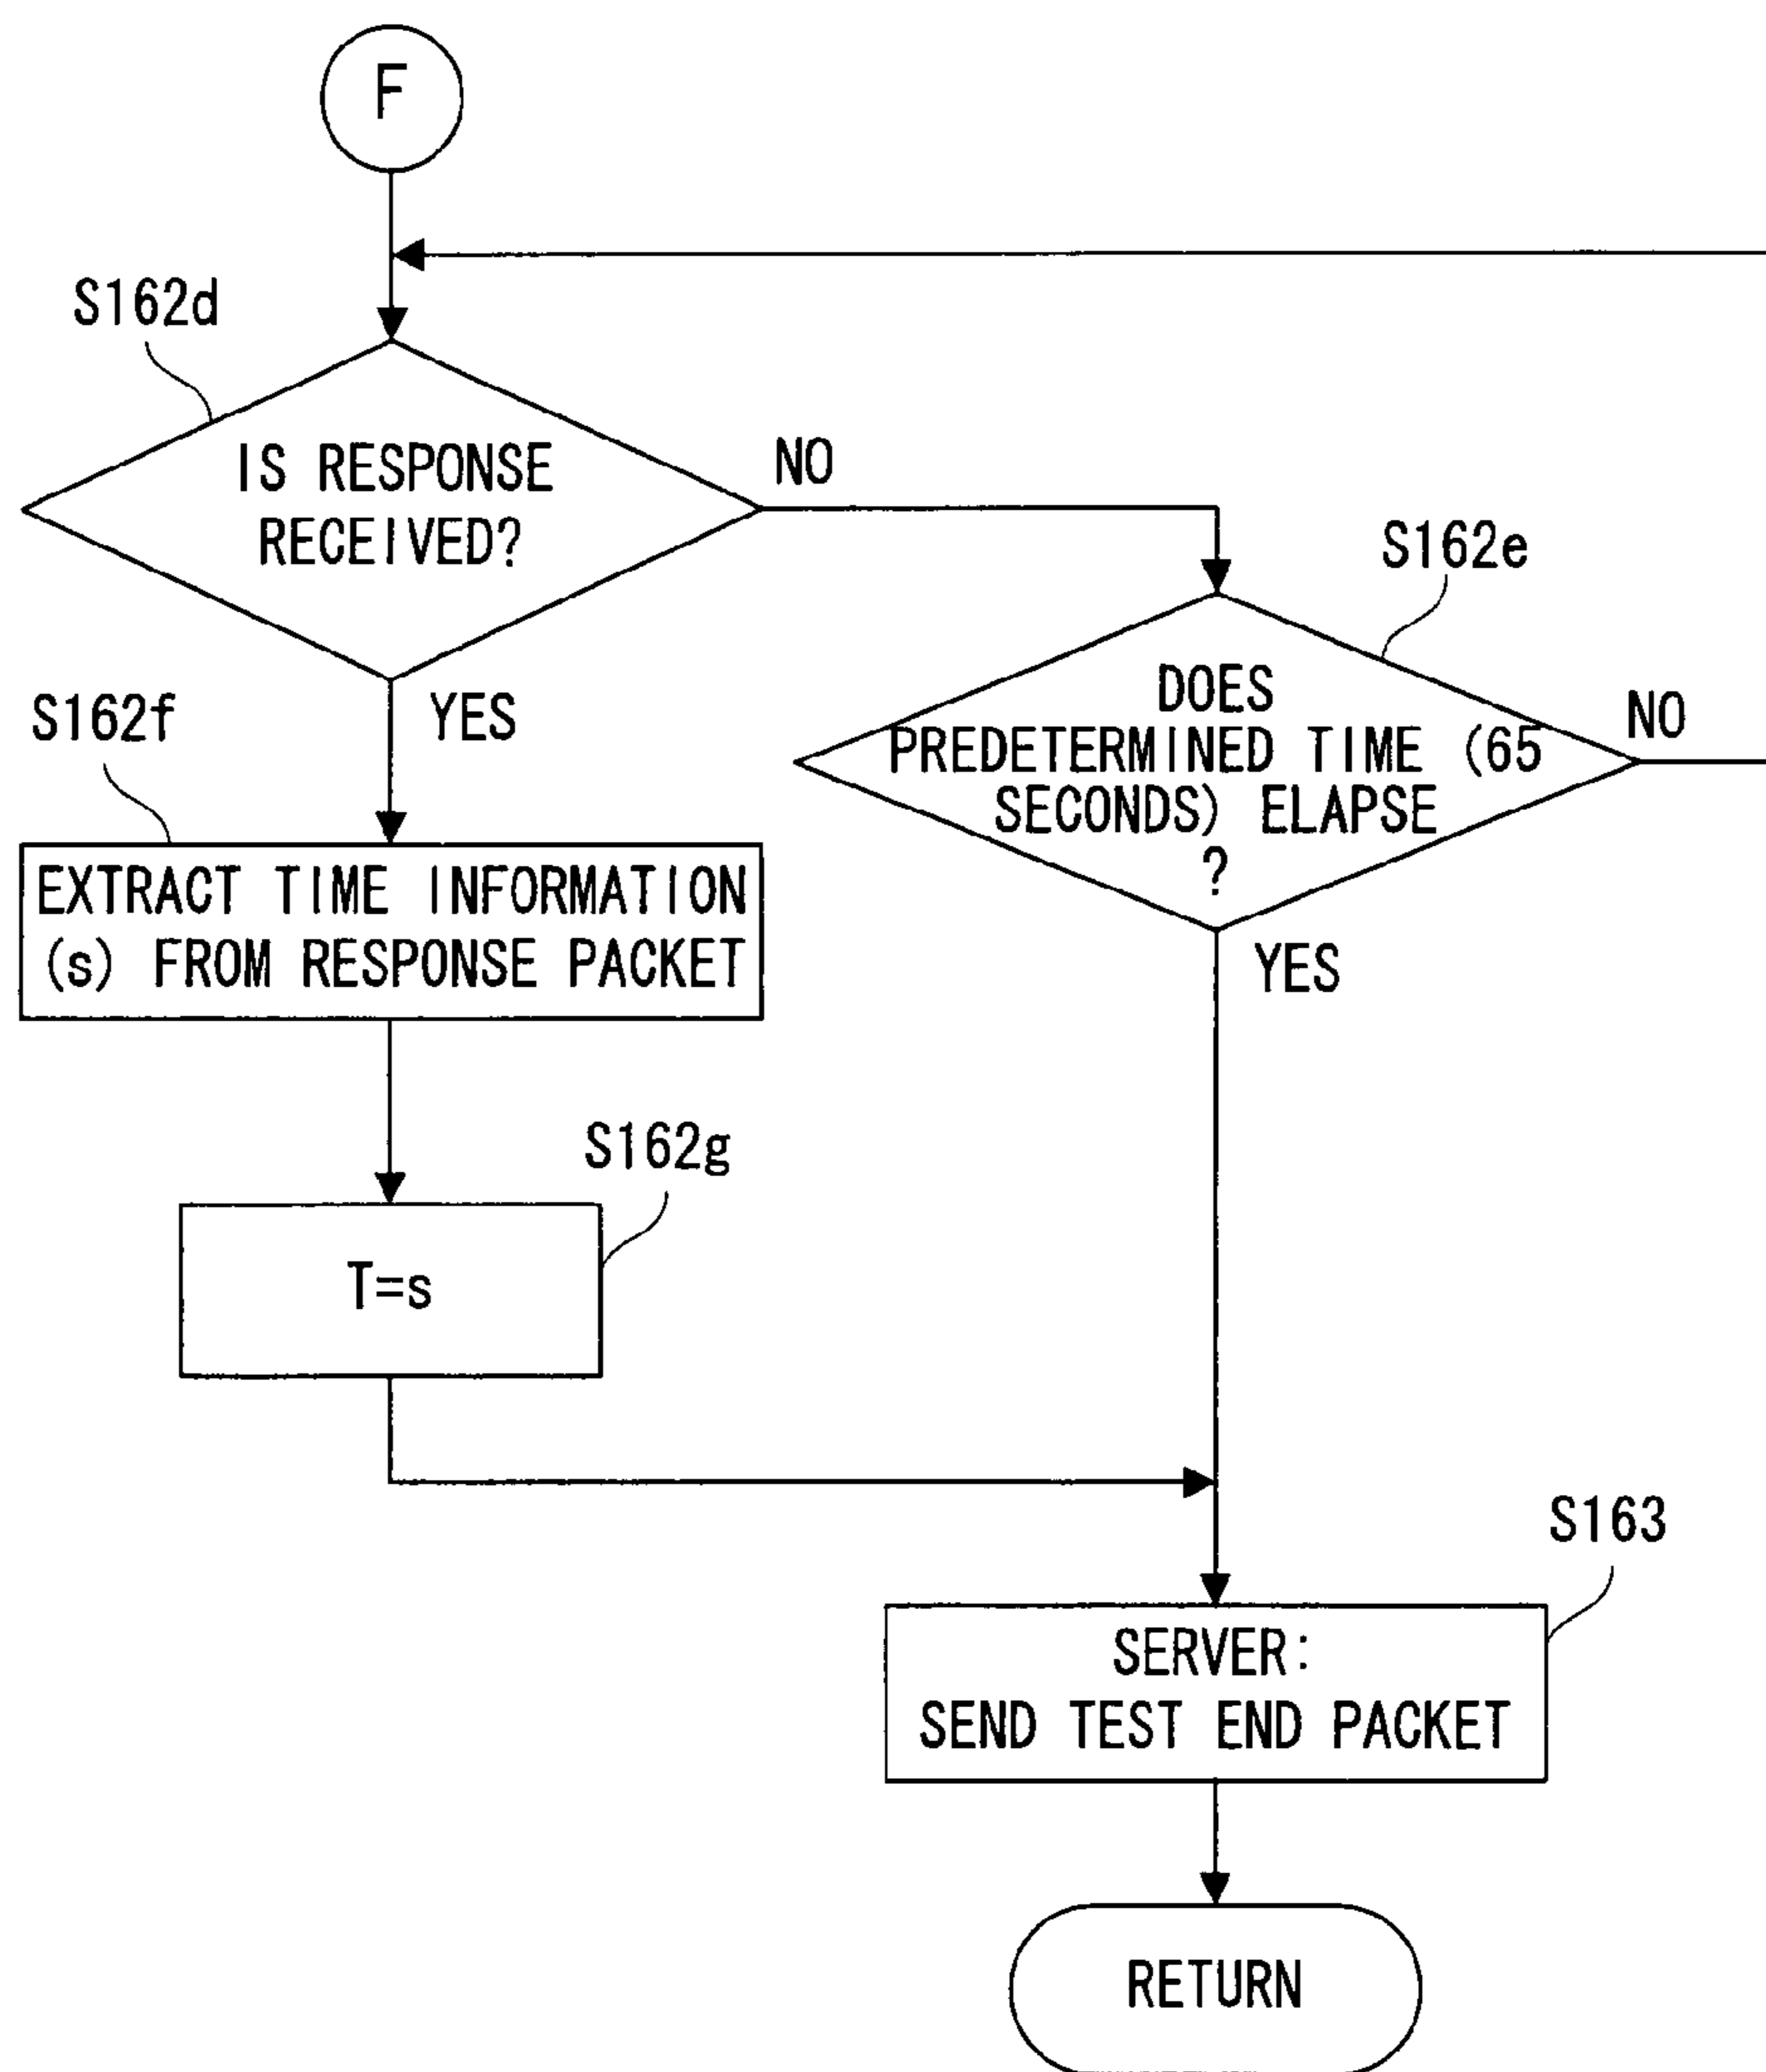 F
S162d
IS RESPONSE
RECEIVED?
NO
S162e
DOES
PREDETERMINED TIME (65
SECONDS) ELAPSE
?
NO
YES
S162f
EXTRACT TIME INFORMATION
(s) FROM RESPONSE PACKET
YES
S162g
T=s
S163
SERVER:
SEND TEST END PACKET
RETURN